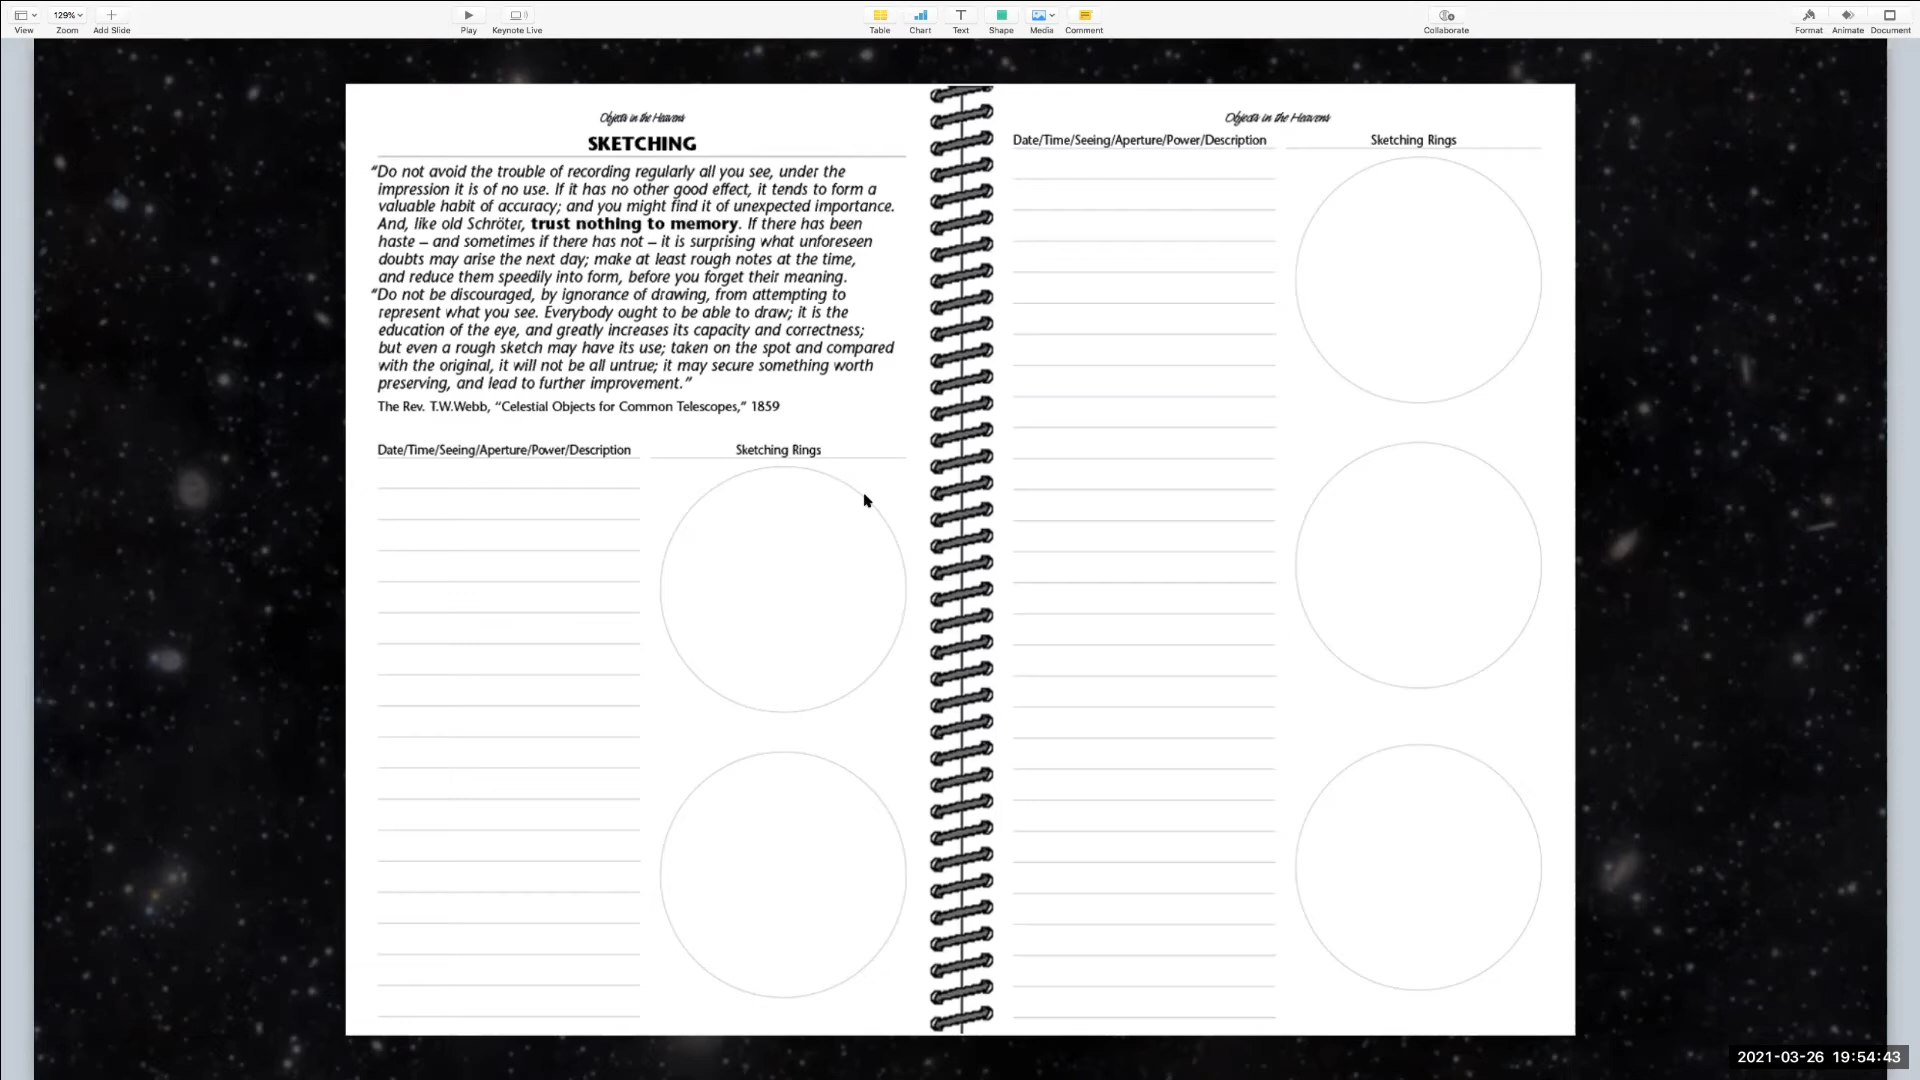 129%
View
Zoom
Add Slide
Play
Keynote Live
Table
Chart
Text
Shape
Media
Comment
Collaborate
Format
Animate
Document
Objects in the Heavens
SKETCHING
“Do not avoid the trouble of recording regularly all you see, under the
impression it is of no use. If it has no other good effect, it tends to form a
valuable habit of accuracy; and you might find it of unexpected importance.
And, like old Schröter, trust nothing to memory. If there has been
haste – and sometimes if there has not – it is surprising what unforeseen
doubts may arise the next day; make at least rough notes at the time,
and reduce them speedily into form, before you forget their meaning.
“Do not be discouraged, by ignorance of drawing, from attempting to
represent what you see. Everybody ought to be able to draw; it is the
education of the eye, and greatly increases its capacity and correctness;
but even a rough sketch may have its use; taken on the spot and compared
with the original, it will not be all untrue; it may secure something worth
preserving, and lead to further improvement.”
The Rev. T.W.Webb, “Celestial Objects for Common Telescopes,” 1859
Date/Time/Seeing/Aperture/Power/Description
Sketching Rings
Objects in the Heavens
Date/Time/Seeing/Aperture/Power/Description
Sketching Rings
2021-03-26 19:54:43